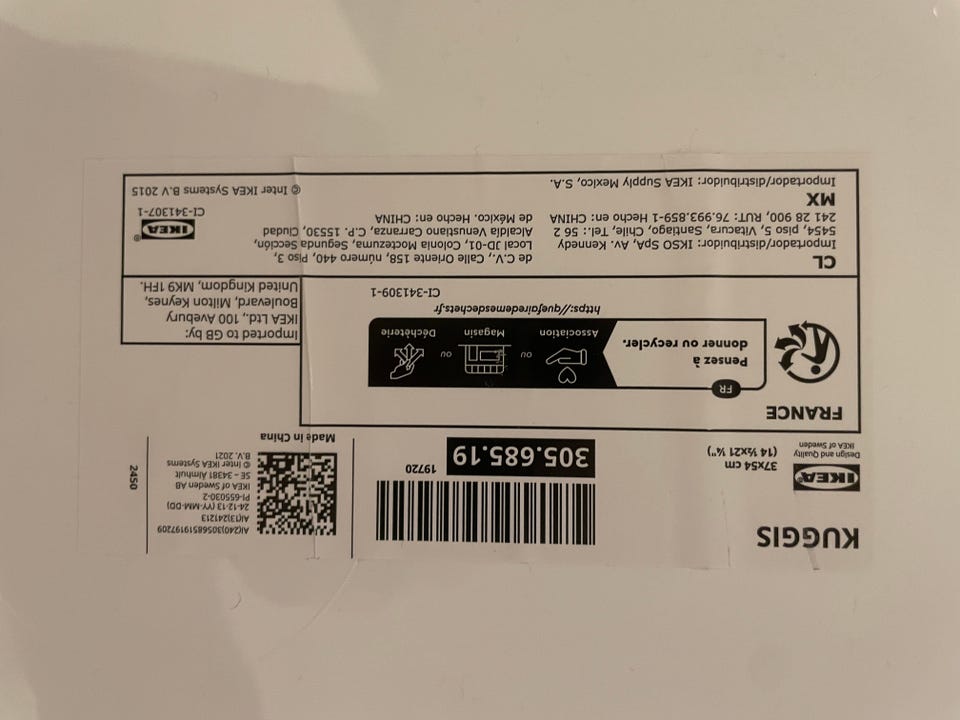 KUGGIS
IKEA
Design and Quality
IKEA of Sweden
37x54 cm
(14 ½x21 ¼")
305.685.19
19720
AI(240)30568519197209
AI(13)241213
24-12-13 (YY-MM-DD)
PI-655030-2
IKEA of Sweden AB
SE - 34381 Älmhult
© Inter IKEA Systems
B.V. 2021
Made in China
2450
FRANCE
FR
Pensez à
donner ou recycler.
Association
ou
Magasin
ou
Déchèterie
https://quefairedemesdechets.fr
CI-341309-1
Imported to GB by:
IKEA Ltd., 100 Avebury
Boulevard, Milton Keynes,
United Kingdom, MK9 1FH.
CL
Importador/distribuidor: IKSO SpA, Av. Kennedy
5454, piso 5, Vitacura, Santiago, Chile, Tel.: 56 2
241 28 900, RUT: 76.993.859-1 Hecho en: CHINA
MX
Importador/distribuidor: IKEA Supply Mexico, S.A.
de C.V., Calle Oriente 158, número 440, Piso 3,
Local JD-01, Colonia Moctezuma, Segunda Sección,
Alcaldía Venustiano Carranza, C.P. 15530, Ciudad
de México. Hecho en: CHINA
IKEA®
CI-341307-1
© Inter IKEA Systems B.V 2015